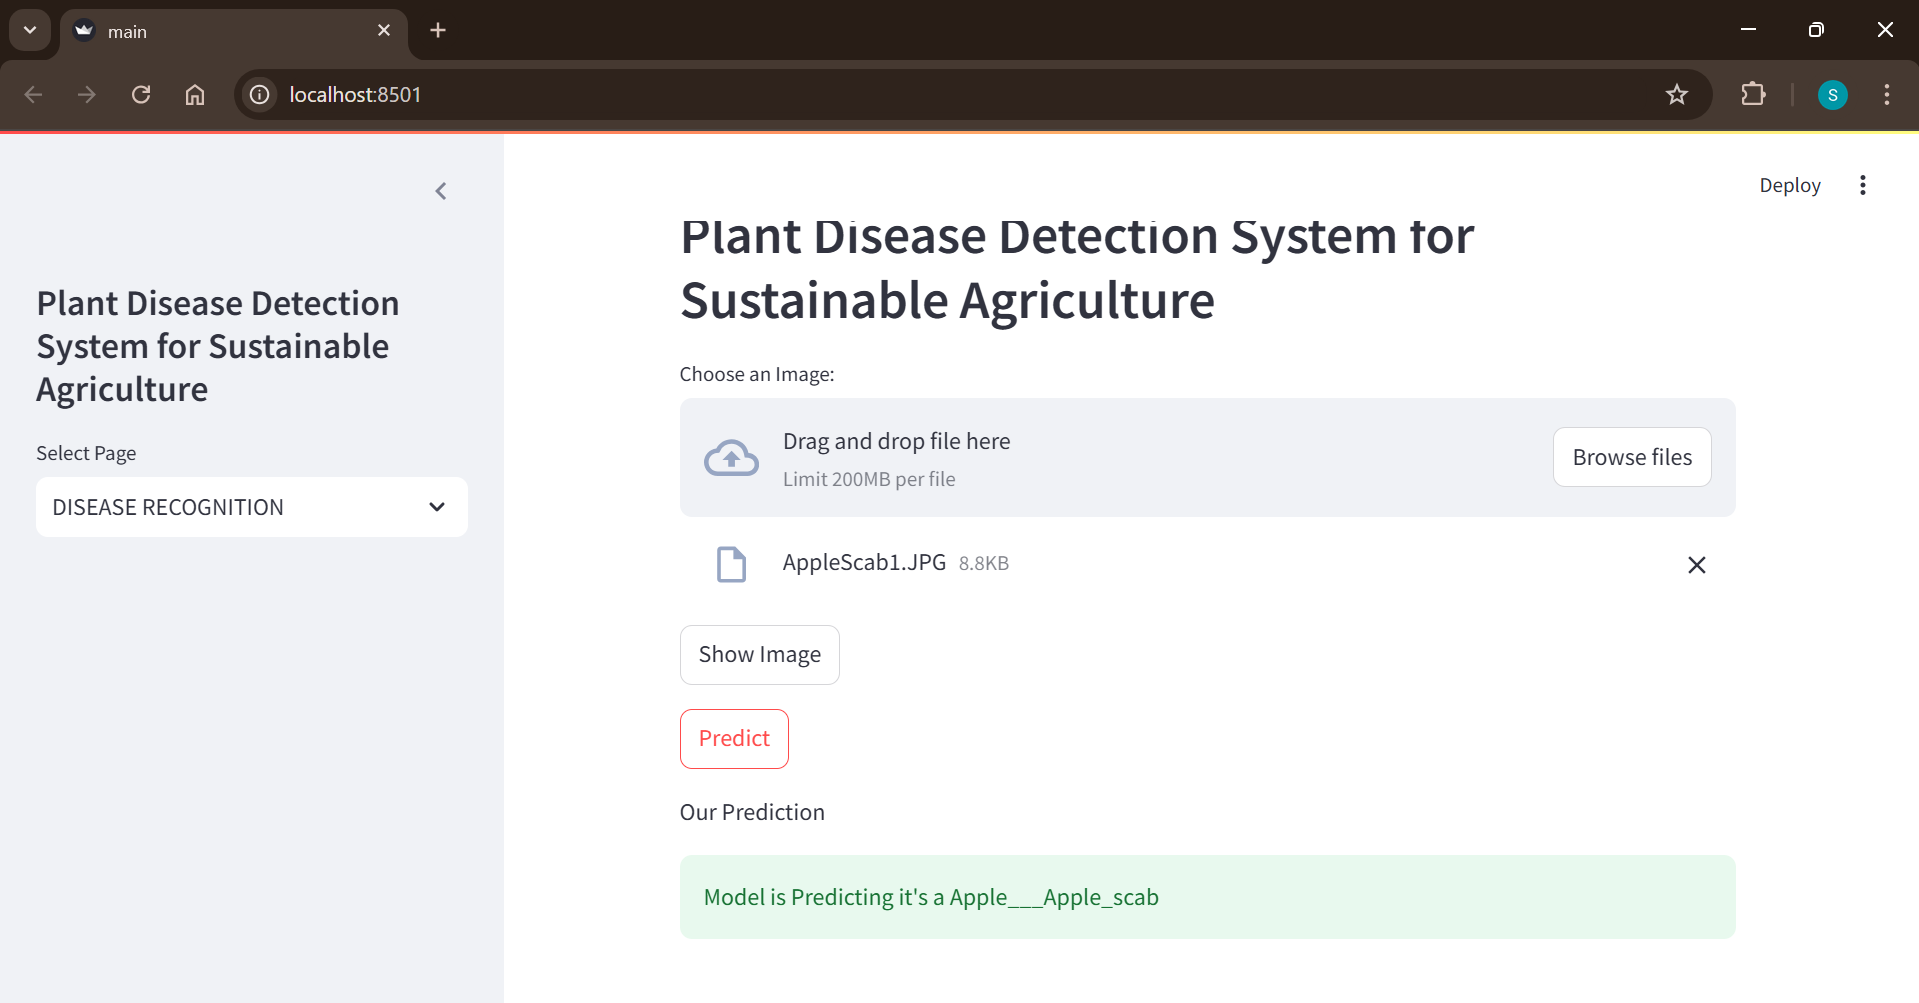 main
localhost:8501
S
Deploy
Plant Disease Detection
System for Sustainable
Agriculture
Select Page
DISEASE RECOGNITION
Plant Disease Detection System for
Sustainable Agriculture
Choose an Image:
Drag and drop file here
Limit 200MB per file
Browse files
AppleScab1.JPG 8.8KB
Show Image
Predict
Our Prediction
Model is Predicting it's a Apple___Apple_scab